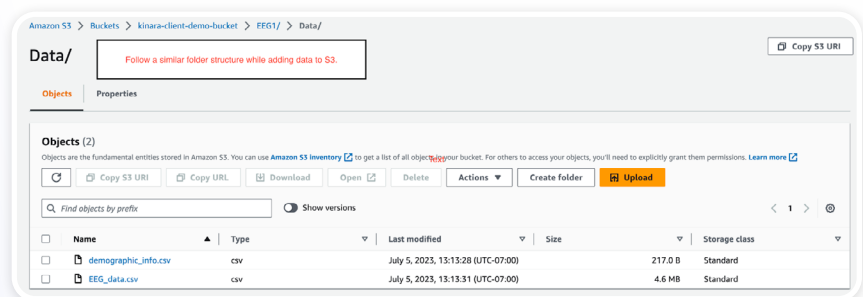 Amazon S3 > Buckets > kinara-client-demo-bucket > EEG1/ > Data/
Data/
Follow a similar folder structure while adding data to S3.
Copy S3 URI
Objects
Properties
Objects (2)
Objects are the fundamental entities stored in Amazon S3. You can use Amazon S3 inventory to get a list of all objects in your bucket. For others to access your objects, you'll need to explicitly grant them permissions. Learn more
Text
Copy S3 URI Copy URL Download Open Delete Actions Create folder Upload
Find objects by prefix Show versions < 1 >
Name Type Last modified Size Storage class
demographic_info.csv csv July 5, 2023, 13:13:28 (UTC-07:00) 217.0 B Standard
EEG_data.csv csv July 5, 2023, 13:13:31 (UTC-07:00) 4.6 MB Standard